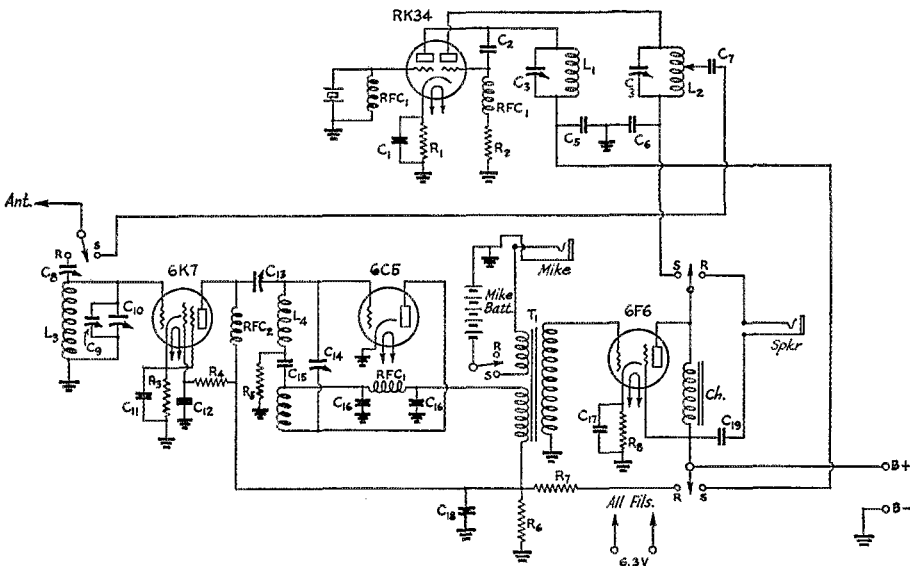 RK34
C2
L1
C3
C3
L2
C7
RFC1
RFC1
C5
C6
C1
R1
R2
Ant.
S
R
C8
6K7
C13
6C5
Mike
Mike
Batt.
T1
6F6
S
R
Spkr
L3
C10
C9
RFC2
L4
C14
R
S
Ch.
R3
R4
C15
RFC1
R5
C11
C12
C16
C16
C17
R8
C19
B+
R7
R
S
All Fils.
C18
R6
B-
6.3V